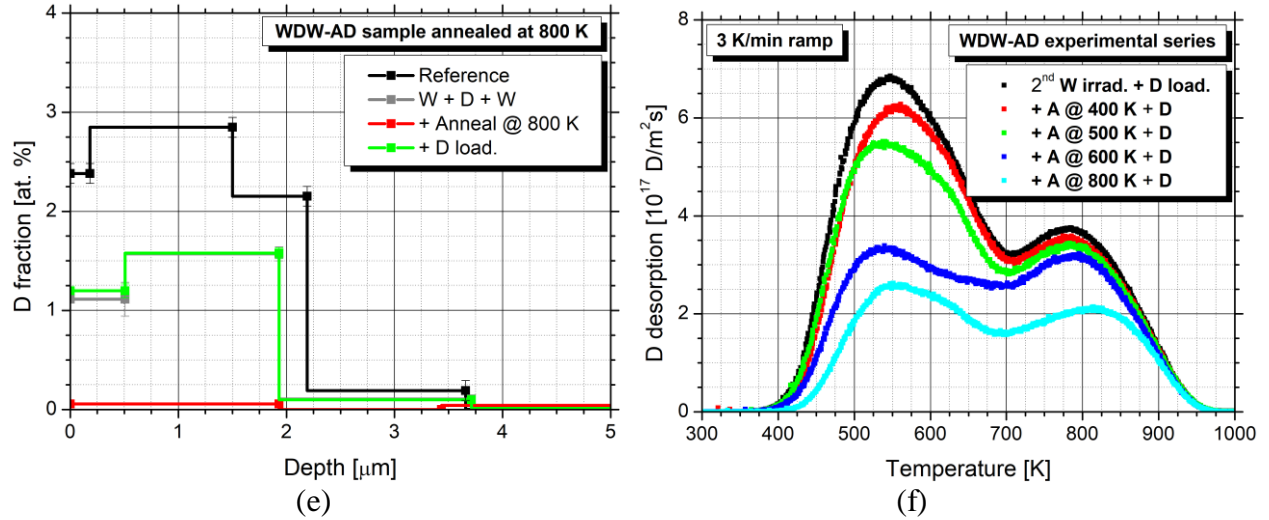 WDW-AD sample annealed at 800 K
Reference
W + D + W
+ Anneal @ 800 K
+ D load.
D fraction [at. %]
4
3
2
1
0
0 1 2 3 4 5
Depth [μm]
(e)
3 K/min ramp
WDW-AD experimental series
2nd W irrad. + D load.
+ A @ 400 K + D
+ A @ 500 K + D
+ A @ 600 K + D
+ A @ 800 K + D
D desorption [10^17 D/m^2s]
8
6
4
2
0
300 400 500 600 700 800 900 1000
Temperature [K]
(f)